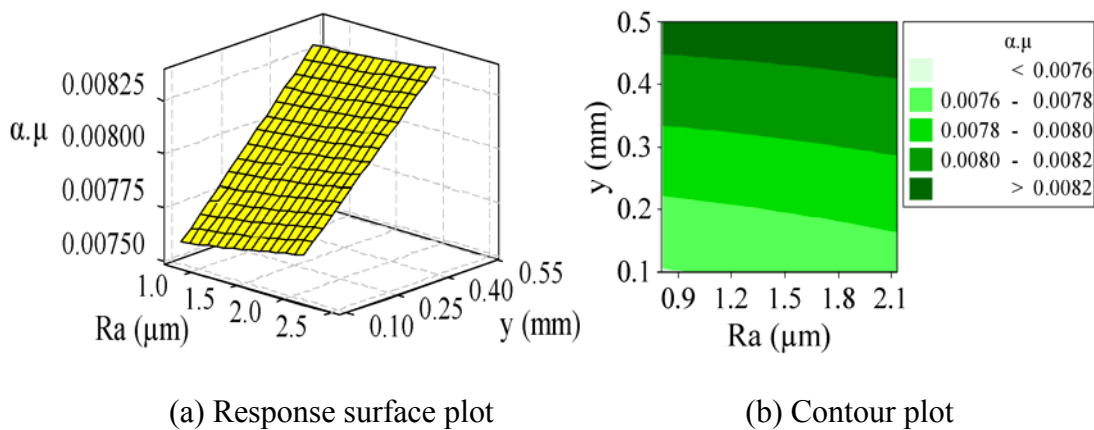 0.00825
α.μ
0.00800
0.00775
0.00750
1.0
1.5
2.0
2.5
Ra (μm)
0.10
0.25
0.40
0.55
y (mm)
0.5
0.4
0.3
0.2
0.1
y (mm)
0.9 1.2 1.5 1.8 2.1
Ra (μm)
α.μ
< 0.0076
0.0076 - 0.0078
0.0078 - 0.0080
0.0080 - 0.0082
> 0.0082
(a) Response surface plot
(b) Contour plot